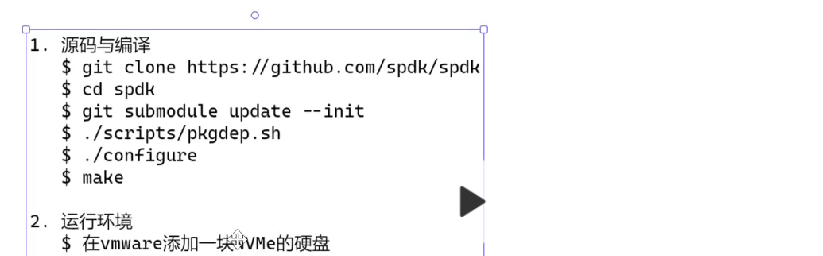 1. 源码与编译
$ git clone https://github.com/spdk/spdk
$ cd spdk
$ git submodule update --init
$ ./scripts/pkgdep.sh
$ ./configure
$ make
2. 运行环境
$ 在vmware添加一块NVMe的硬盘